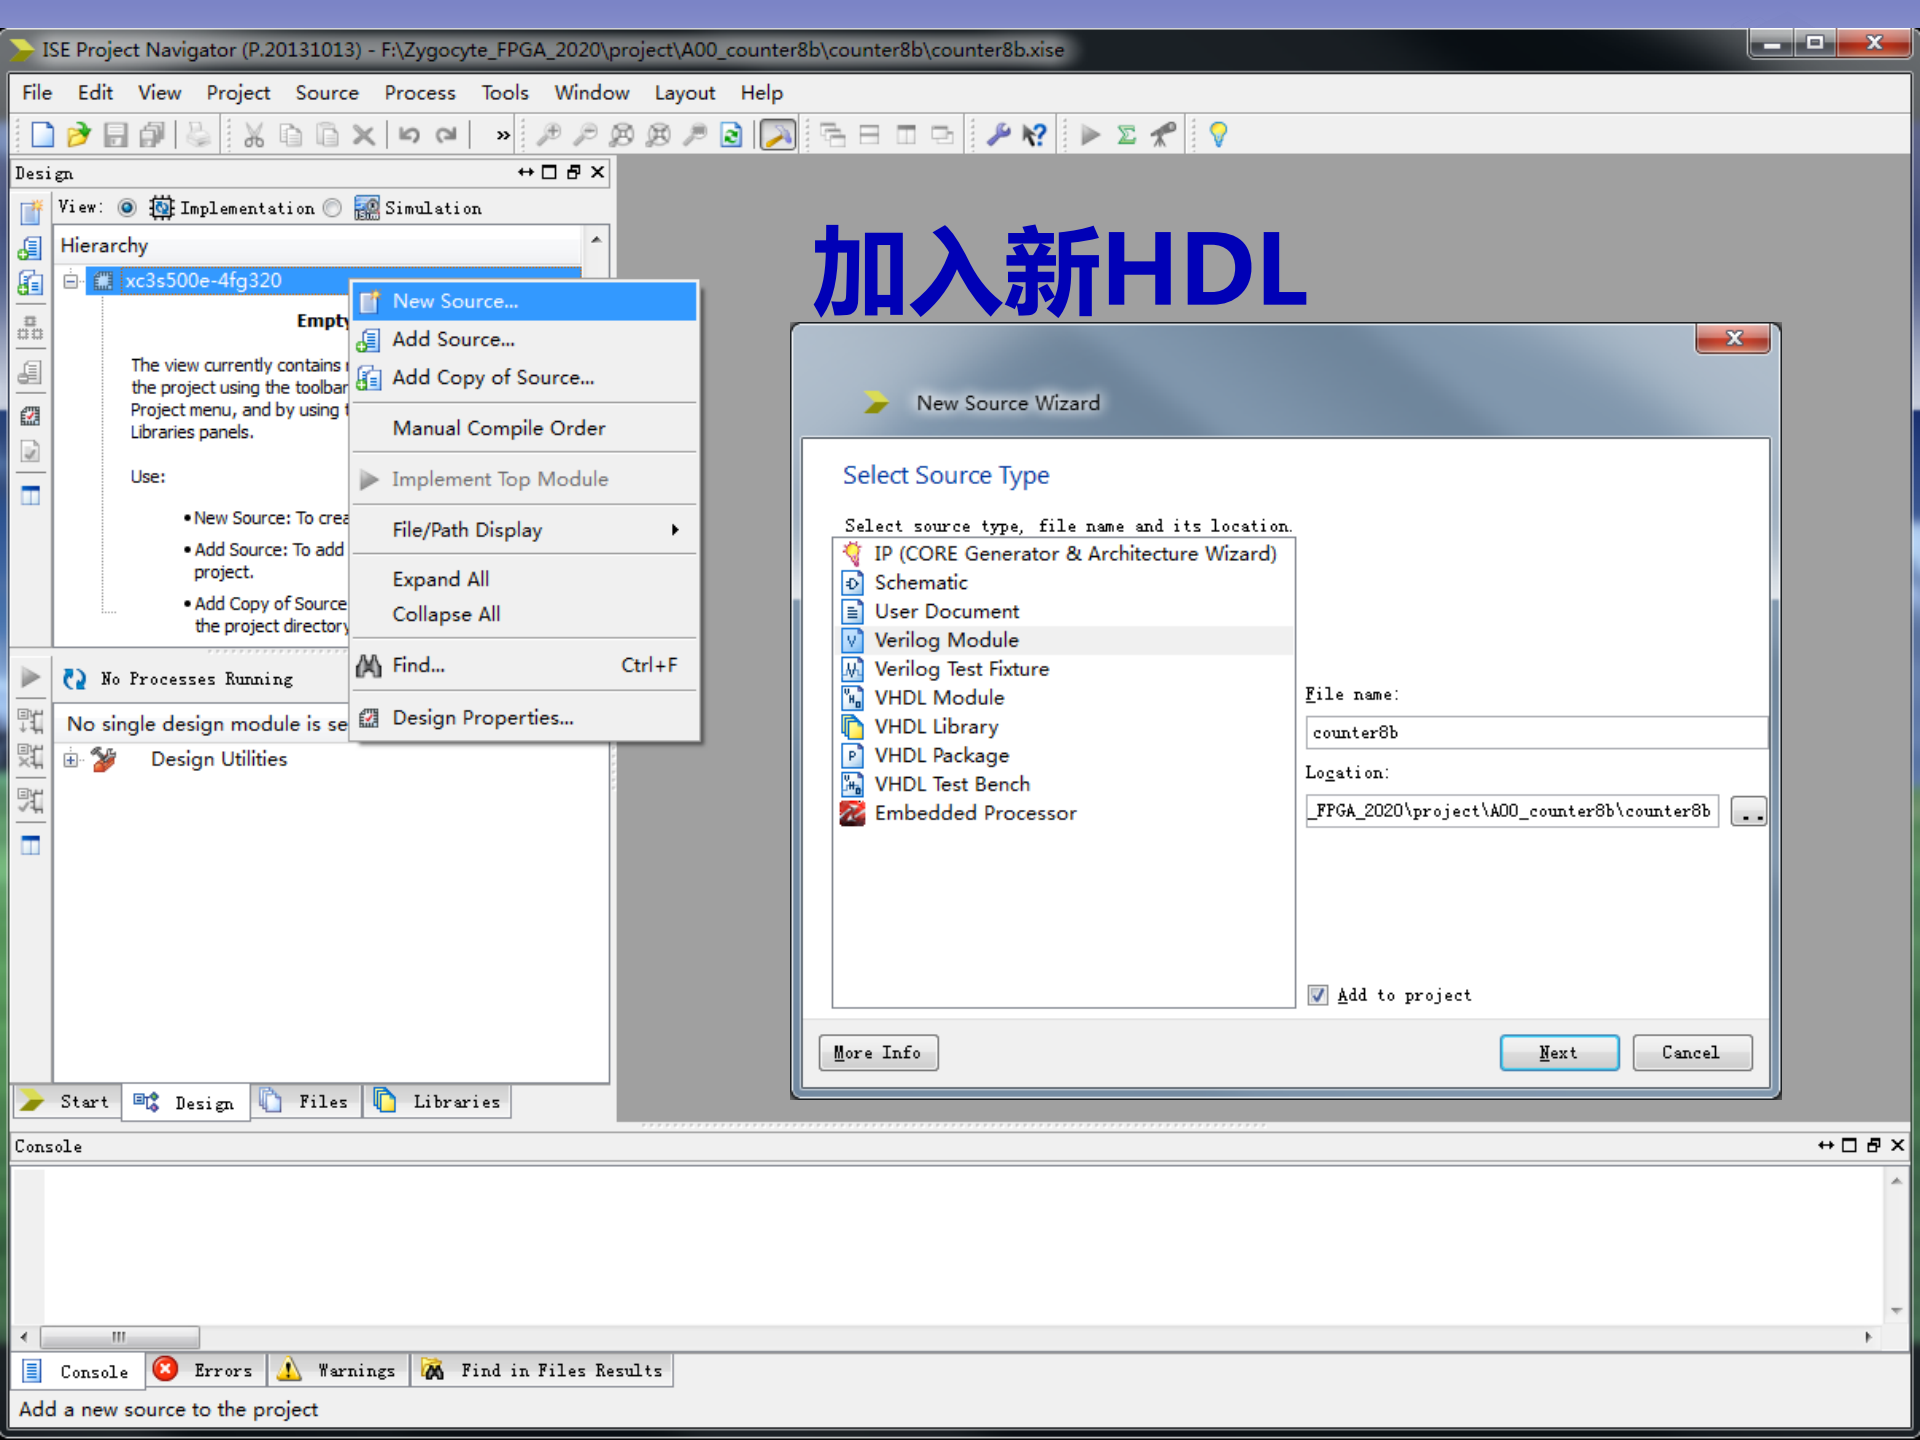 ISE Project Navigator (P.20131013) - F:\Zygocyte_FPGA_2020\project\A00_counter8b\counter8b\counter8b.xise
File Edit View Project Source Process Tools Window Layout Help
Design
View: Implementation Simulation
Hierarchy
xc3s500e-4fg320
Empty
The view currently contains
the project using the toolbar
Project menu, and by using
Libraries panels.
Use:
New Source: To crea
Add Source: To add
project.
Add Copy of Source
the project directory
New Source...
Add Source...
Add Copy of Source...
Manual Compile Order
Implement Top Module
File/Path Display
Expand All
Collapse All
Find... Ctrl+F
Design Properties...
No Processes Running
No single design module is se
Design Utilities
Start Design Files Libraries
加入新HDL
New Source Wizard
Select Source Type
Select source type, file name and its location.
IP (CORE Generator & Architecture Wizard)
Schematic
User Document
Verilog Module
Verilog Test Fixture
VHDL Module
VHDL Library
VHDL Package
VHDL Test Bench
Embedded Processor
File name:
counter8b
Location:
_FPGA_2020\project\A00_counter8b\counter8b
..
Add to project
More Info Next Cancel
Console
Console Errors Warnings Find in Files Results
Add a new source to the project